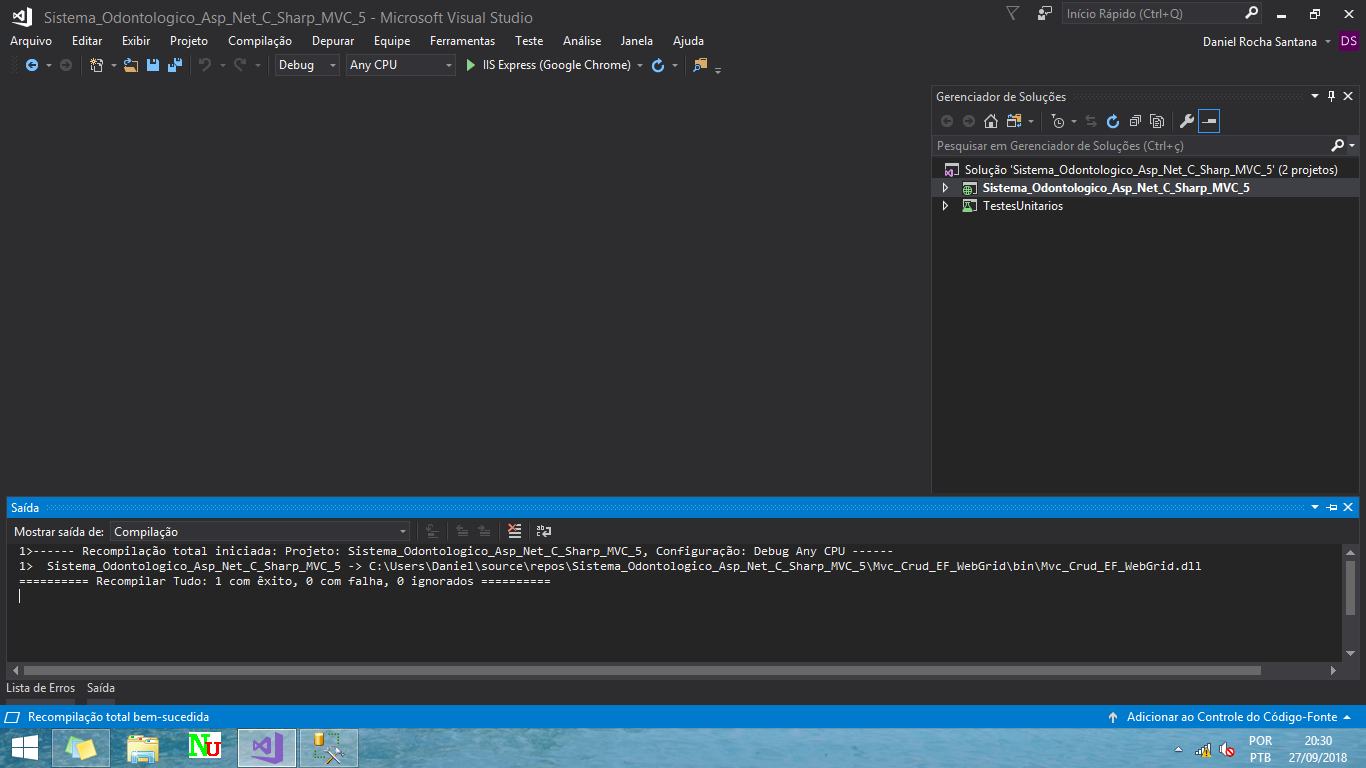 Sistema_Odontologico_Asp_Net_C_Sharp_MVC_5 - Microsoft Visual Studio
Início Rápido (Ctrl+Q)
Arquivo Editar Exibir Projeto Compilação Depurar Equipe Ferramentas Teste Análise Janela Ajuda
Daniel Rocha Santana DS
Debug Any CPU IIS Express (Google Chrome)
Gerenciador de Soluções
Pesquisar em Gerenciador de Soluções (Ctrl+ç)
Solução 'Sistema_Odontologico_Asp_Net_C_Sharp_MVC_5' (2 projetos)
Sistema_Odontologico_Asp_Net_C_Sharp_MVC_5
TestesUnitarios
Saída
Mostrar saída de: Compilação
1>------ Recompilação total iniciada: Projeto: Sistema_Odontologico_Asp_Net_C_Sharp_MVC_5, Configuração: Debug Any CPU ------
1>  Sistema_Odontologico_Asp_Net_C_Sharp_MVC_5 -> C:\Users\Daniel\source\repos\Sistema_Odontologico_Asp_Net_C_Sharp_MVC_5\Mvc_Crud_EF_WebGrid\bin\Mvc_Crud_EF_WebGrid.dll
========== Recompilar Tudo: 1 com êxito, 0 com falha, 0 ignorados ==========
Lista de Erros Saída
Recompilação total bem-sucedida
Adicionar ao Controle do Código-Fonte
NU
POR 20:30
PTB 27/09/2018